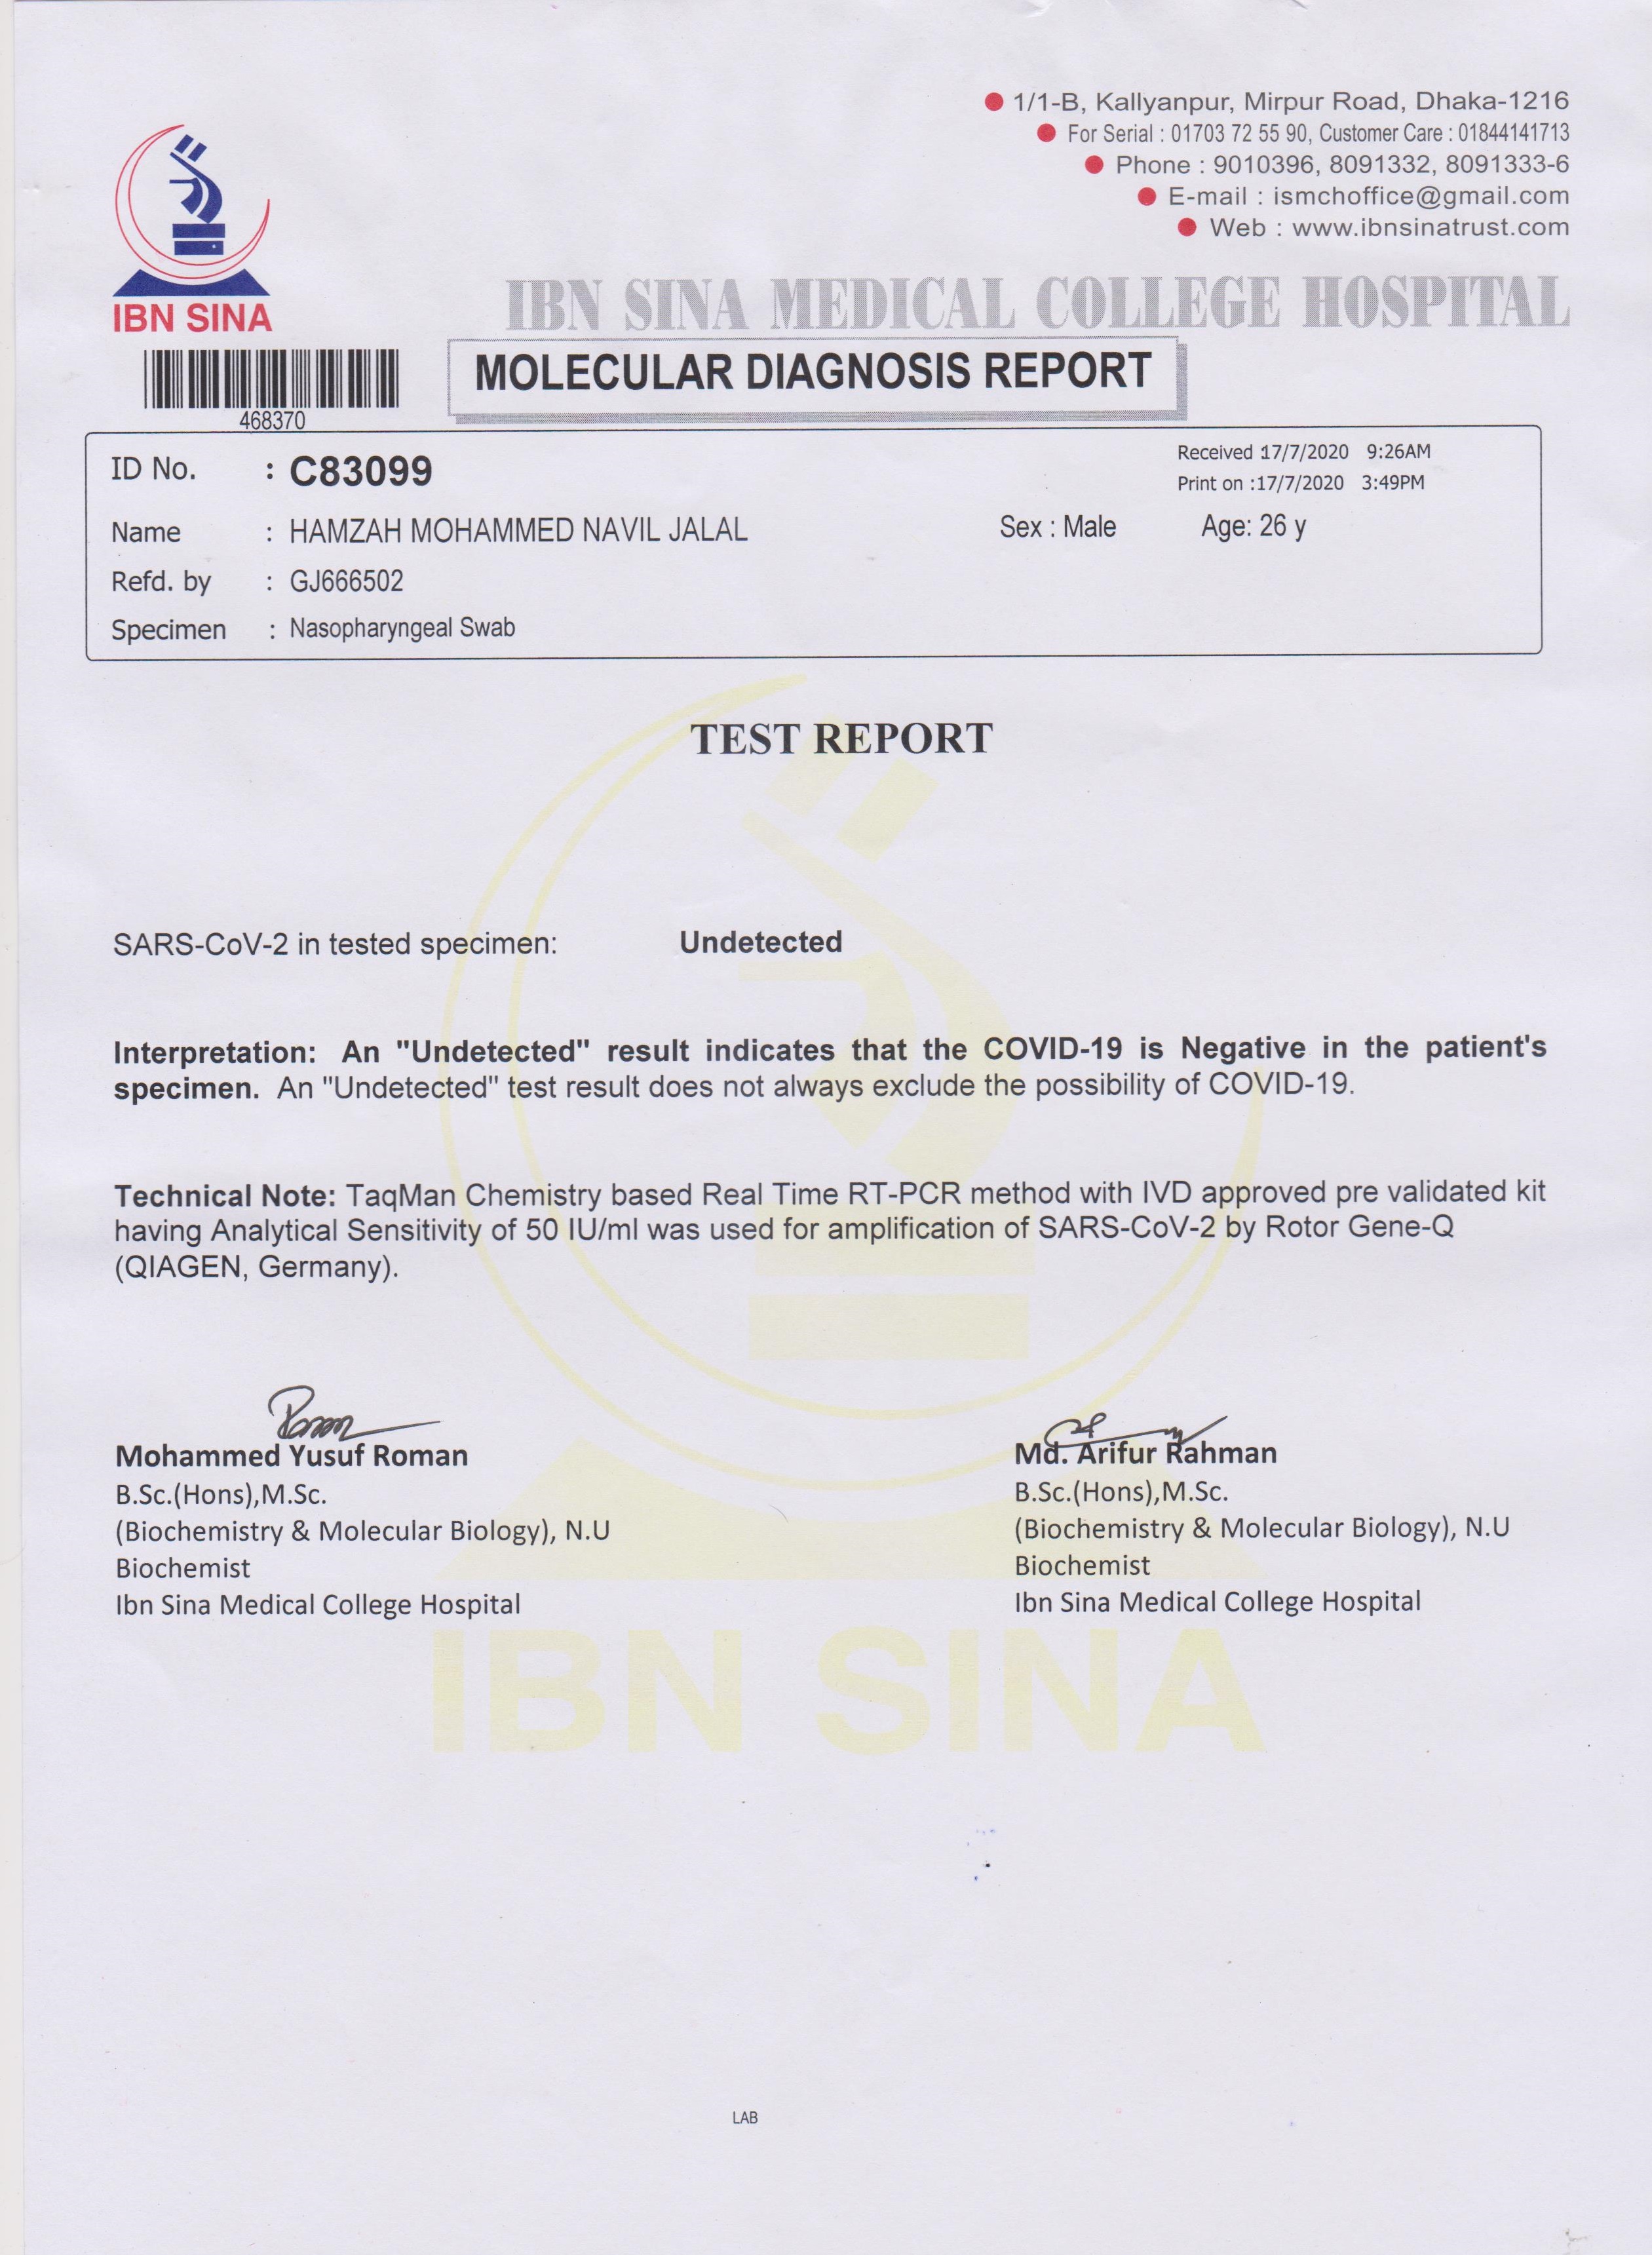 1/1-B, Kallyanpur, Mirpur Road, Dhaka-1216
For Serial : 01703 72 55 90, Customer Care : 01844141713
Phone : 9010396, 8091332, 8091333-6
E-mail : ismchoffice@gmail.com
Web : www.ibnsinatrust.com
IBN SINA
IBN SINA MEDICAL COLLEGE HOSPITAL
MOLECULAR DIAGNOSIS REPORT
468370
ID No. : C83099
Received :17/7/2020 9:26AM
Print on :17/7/2020 3:49PM
Name : HAMZAH MOHAMMED NAVIL JALAL Sex : Male Age: 26 y
Refd. by : GJ666502
Specimen : Nasopharyngeal Swab
TEST REPORT
SARS-CoV-2 in tested specimen: Undetected
Interpretation: An "Undetected" result indicates that the COVID-19 is Negative in the patient's
specimen. An "Undetected" test result does not always exclude the possibility of COVID-19.
Technical Note: TaqMan Chemistry based Real Time RT-PCR method with IVD approved pre validated kit
having Analytical Sensitivity of 50 IU/ml was used for amplification of SARS-CoV-2 by Rotor Gene-Q
(QIAGEN, Germany).
Mohammed Yusuf Roman
B.Sc.(Hons),M.Sc.
(Biochemistry & Molecular Biology), N.U
Biochemist
Ibn Sina Medical College Hospital
Md. Arifur Rahman
B.Sc.(Hons),M.Sc.
(Biochemistry & Molecular Biology), N.U
Biochemist
Ibn Sina Medical College Hospital
IBN SINA
LAB